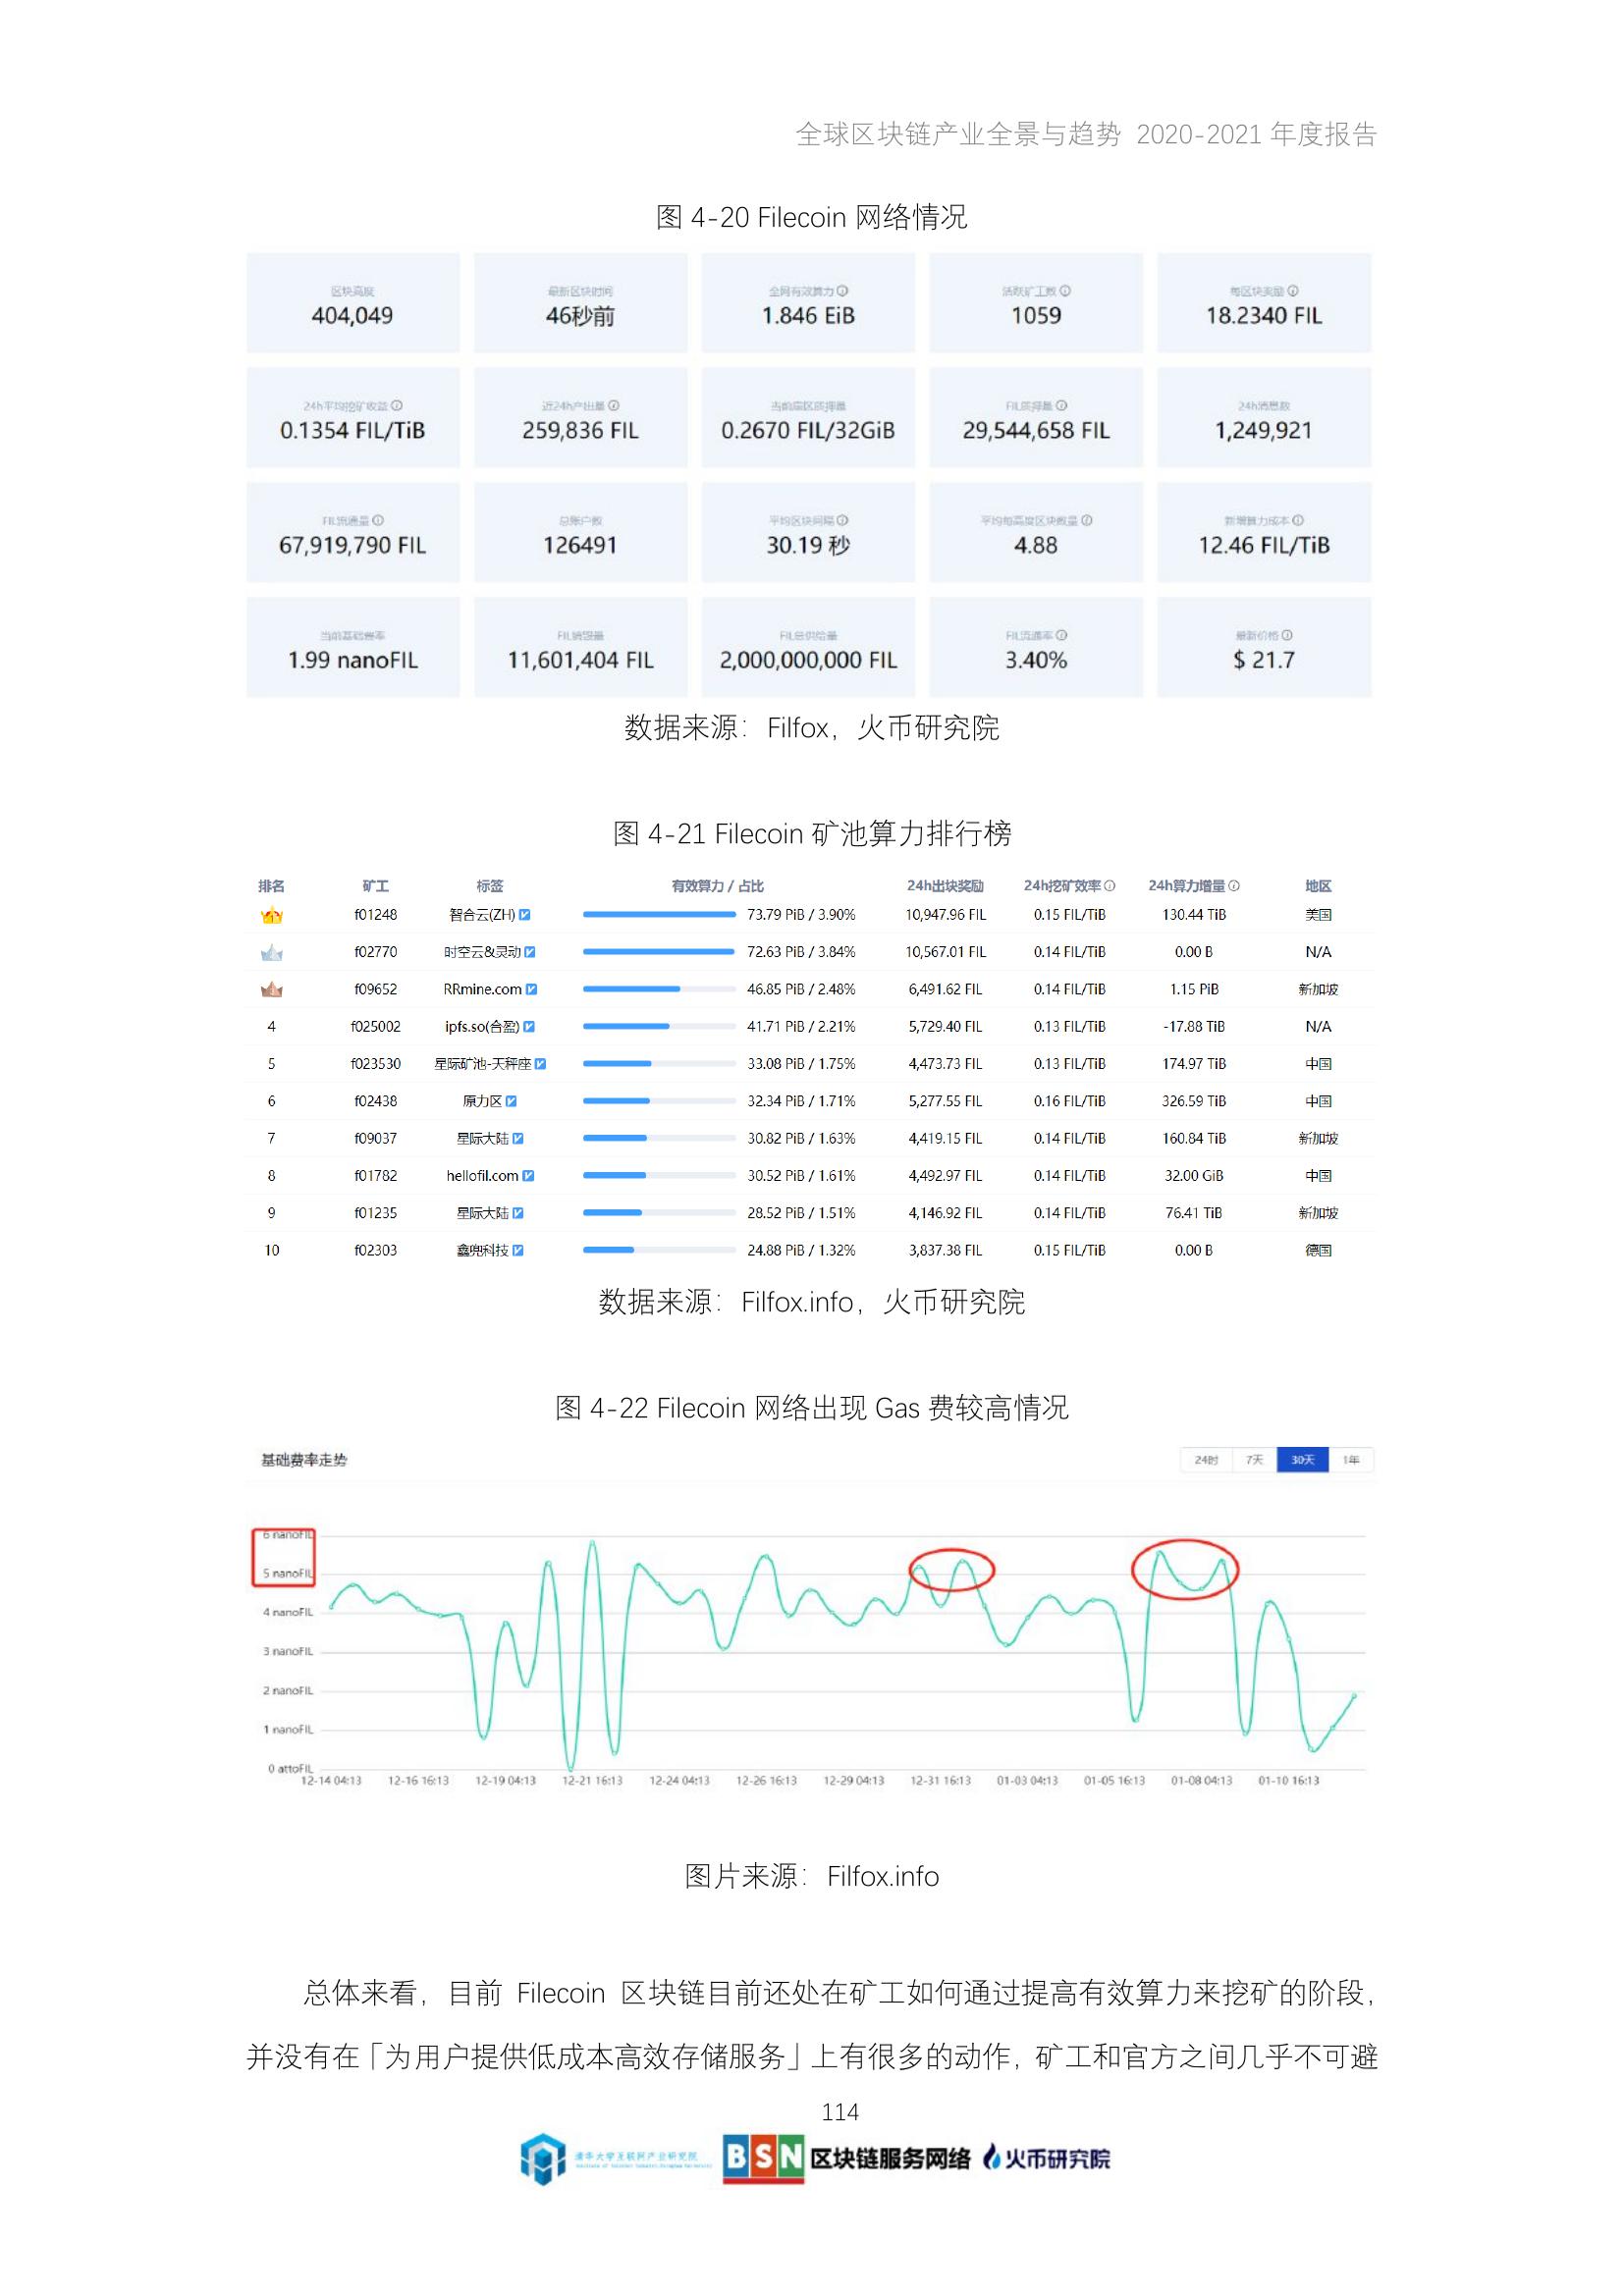 全球区块链产业全景与趋势 2020-2021 年度报告
图 4-20 Filecoin 网络情况
区块高度 最新区块时间 全网有效算力 活跃矿工数 每区块奖励
404,049 46秒前 1.846 EiB 1059 18.2340 FIL
24h平均挖矿收益 近24h产出量 当前扇区质押量 FIL质押量 24h消息数
0.1354 FIL/TiB 259,836 FIL 0.2670 FIL/32GiB 29,544,658 FIL 1,249,921
FIL流通量 总账户数 平均区块间隔 平均每高度区块数量 新增算力成本
67,919,790 FIL 126491 30.19 秒 4.88 12.46 FIL/TiB
当前基础费率 FIL销毁量 FIL总供给量 FIL流通率 最新价格
1.99 nanoFIL 11,601,404 FIL 2,000,000,000 FIL 3.40% $ 21.7
数据来源：Filfox，火币研究院
图 4-21 Filecoin 矿池算力排行榜
排名 矿工 标签 有效算力 / 占比 24h出块奖励 24h挖矿效率 24h算力增量 地区
f01248 智合云(ZH) 73.79 PiB / 3.90% 10,947.96 FIL 0.15 FIL/TiB 130.44 TiB 美国
f02770 时空云&灵动 72.63 PiB / 3.84% 10,567.01 FIL 0.14 FIL/TiB 0.00 B N/A
f09652 RRmine.com 46.85 PiB / 2.48% 6,491.62 FIL 0.14 FIL/TiB 1.15 PiB 新加坡
4 f025002 ipfs.so(合盈) 41.71 PiB / 2.21% 5,729.40 FIL 0.13 FIL/TiB -17.88 TiB N/A
5 f023530 星际矿池-天秤座 33.08 PiB / 1.75% 4,473.73 FIL 0.13 FIL/TiB 174.97 TiB 中国
6 f02438 原力区 32.34 PiB / 1.71% 5,277.55 FIL 0.16 FIL/TiB 326.59 TiB 中国
7 f09037 星际大陆 30.82 PiB / 1.63% 4,419.15 FIL 0.14 FIL/TiB 160.84 TiB 新加坡
8 f01782 hellofil.com 30.52 PiB / 1.61% 4,492.97 FIL 0.14 FIL/TiB 32.00 GiB 中国
9 f01235 星际大陆 28.52 PiB / 1.51% 4,146.92 FIL 0.14 FIL/TiB 76.41 TiB 新加坡
10 f02303 鑫兜科技 24.88 PiB / 1.32% 3,837.38 FIL 0.15 FIL/TiB 0.00 B 德国
数据来源：Filfox.info，火币研究院
图 4-22 Filecoin 网络出现 Gas 费较高情况
基础费率走势 24时 7天 30天 1年
6 nanoFIL
5 nanoFIL
4 nanoFIL
3 nanoFIL
2 nanoFIL
1 nanoFIL
0 attoFIL
12-14 04:13 12-16 16:13 12-19 04:13 12-21 16:13 12-24 04:13 12-26 16:13 12-29 04:13 12-31 16:13 01-03 04:13 01-05 16:13 01-08 04:13 01-10 16:13
图片来源：Filfox.info
总体来看，目前 Filecoin 区块链目前还处在矿工如何通过提高有效算力来挖矿的阶段，
并没有在「为用户提供低成本高效存储服务」上有很多的动作，矿工和官方之间几乎不可避
114
清华大学互联网产业研究院
BSN 区块链服务网络 火币研究院